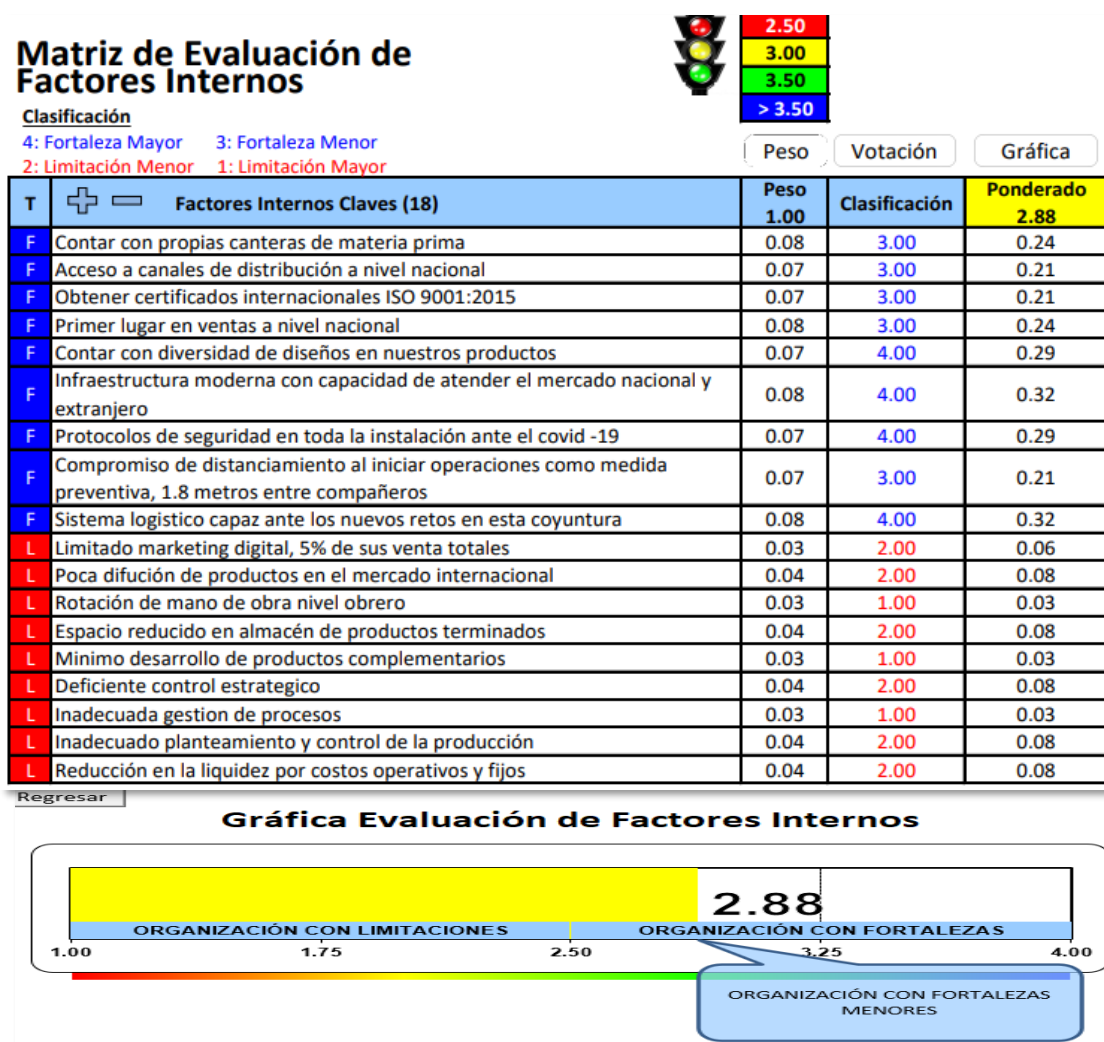 2.50
Matriz de Evaluación de
3.00
Factores Internos
3.50
> 3.50
Clasificación
4: Fortaleza Mayor 3: Fortaleza Menor
2: Limitación Menor 1: Limitación Mayor
Peso Votación Gráfica
T Factores Internos Claves (18) Peso 1.00 Clasificación Ponderado 2.88
F Contar con propias canteras de materia prima 0.08 3.00 0.24
F Acceso a canales de distribución a nivel nacional 0.07 3.00 0.21
F Obtener certificados internacionales ISO 9001:2015 0.07 3.00 0.21
F Primer lugar en ventas a nivel nacional 0.08 3.00 0.24
F Contar con diversidad de diseños en nuestros productos 0.07 4.00 0.29
F Infraestructura moderna con capacidad de atender el mercado nacional y
extranjero 0.08 4.00 0.32
F Protocolos de seguridad en toda la instalación ante el covid -19 0.07 4.00 0.29
F Compromiso de distanciamiento al iniciar operaciones como medida
preventiva, 1.8 metros entre compañeros 0.07 3.00 0.21
F Sistema logistico capaz ante los nuevos retos en esta coyuntura 0.08 4.00 0.32
L Limitado marketing digital, 5% de sus venta totales 0.03 2.00 0.06
L Poca difución de productos en el mercado internacional 0.04 2.00 0.08
L Rotación de mano de obra nivel obrero 0.03 1.00 0.03
L Espacio reducido en almacén de productos terminados 0.04 2.00 0.08
L Minimo desarrollo de productos complementarios 0.03 1.00 0.03
L Deficiente control estrategico 0.04 2.00 0.08
L Inadecuada gestion de procesos 0.03 1.00 0.03
L Inadecuado planteamiento y control de la producción 0.04 2.00 0.08
L Reducción en la liquidez por costos operativos y fijos 0.04 2.00 0.08
Regresar
Gráfica Evaluación de Factores Internos
2.88
ORGANIZACIÓN CON LIMITACIONES ORGANIZACIÓN CON FORTALEZAS
1.00 1.75 2.50 3.25 4.00
ORGANIZACIÓN CON FORTALEZAS
MENORES